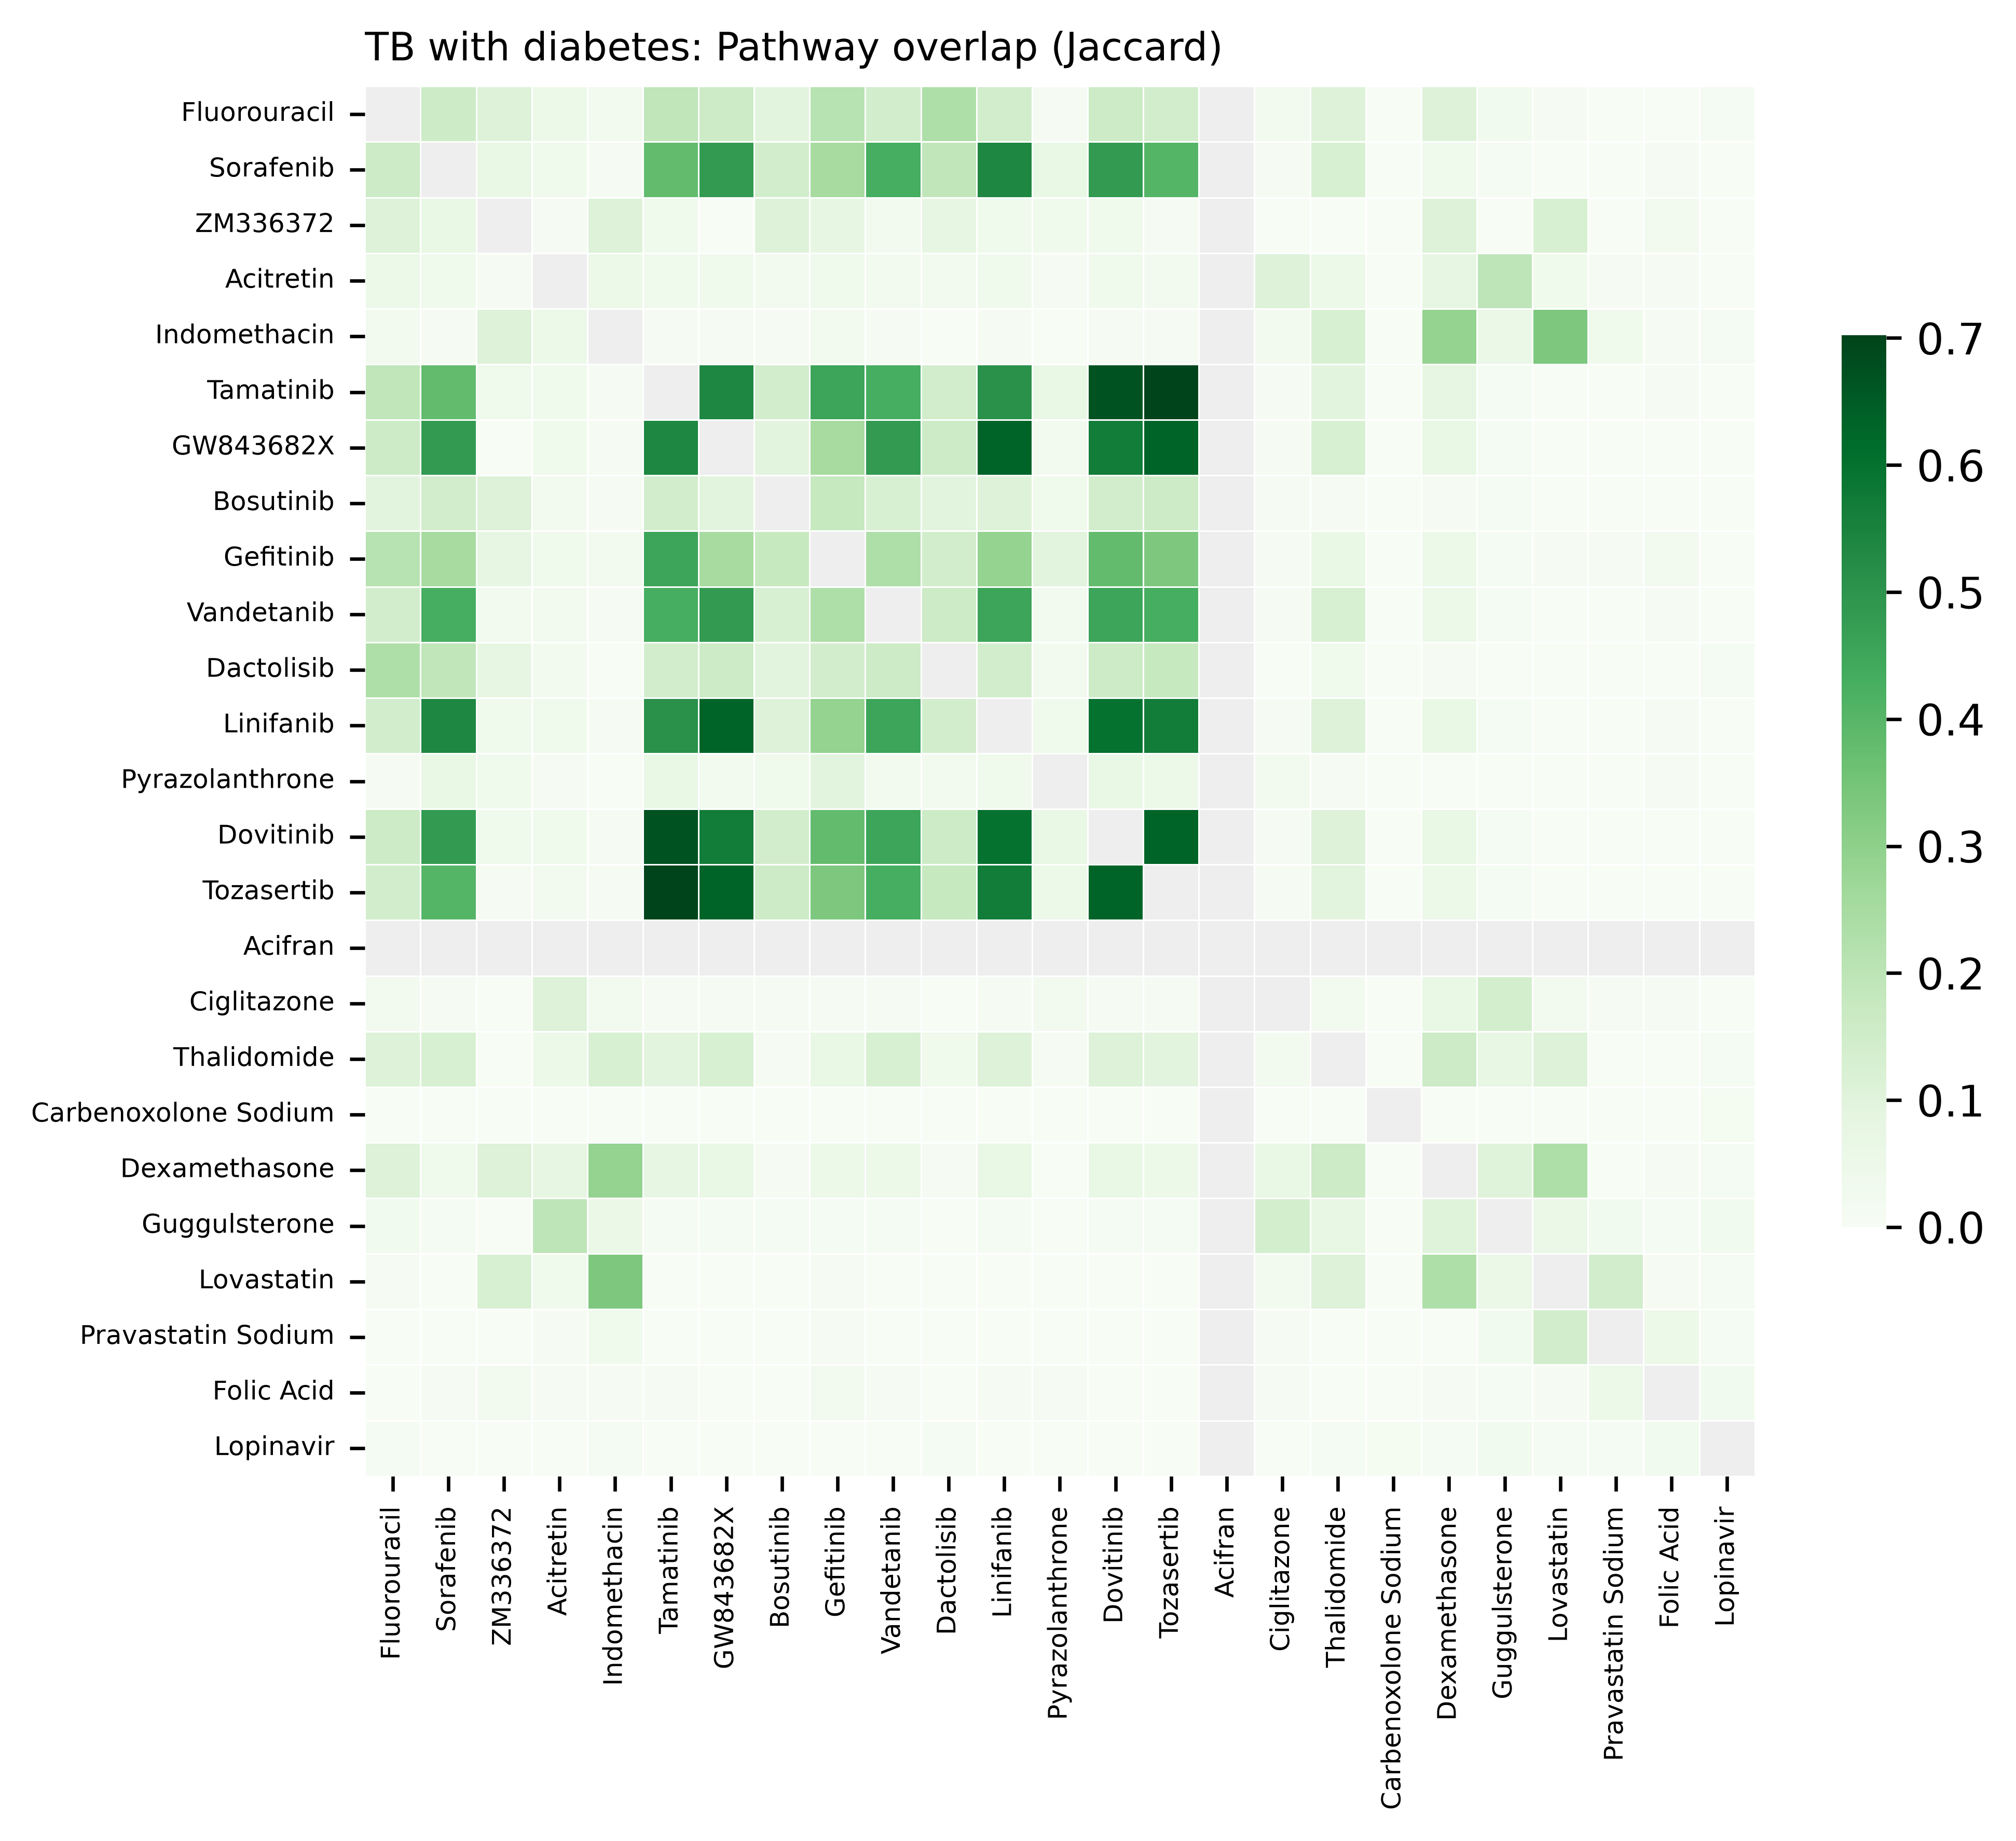 TB with diabetes: Pathway overlap (Jaccard)
Fluorouracil
Sorafenib
ZM336372
Acitretin
Indomethacin
Tamatinib
GW843682X
Bosutinib
Gefitinib
Vandetanib
Dactolisib
Linifanib
Pyrazolanthrone
Dovitinib
Tozasertib
Acifran
Ciglitazone
Thalidomide
Carbenoxolone Sodium
Dexamethasone
Guggulsterone
Lovastatin
Pravastatin Sodium
Folic Acid
Lopinavir
Fluorouracil
Sorafenib
ZM336372
Acitretin
Indomethacin
Tamatinib
GW843682X
Bosutinib
Gefitinib
Vandetanib
Dactolisib
Linifanib
Pyrazolanthrone
Dovitinib
Tozasertib
Acifran
Ciglitazone
Thalidomide
Carbenoxolone Sodium
Dexamethasone
Guggulsterone
Lovastatin
Pravastatin Sodium
Folic Acid
Lopinavir
0.7
0.6
0.5
0.4
0.3
0.2
0.1
0.0